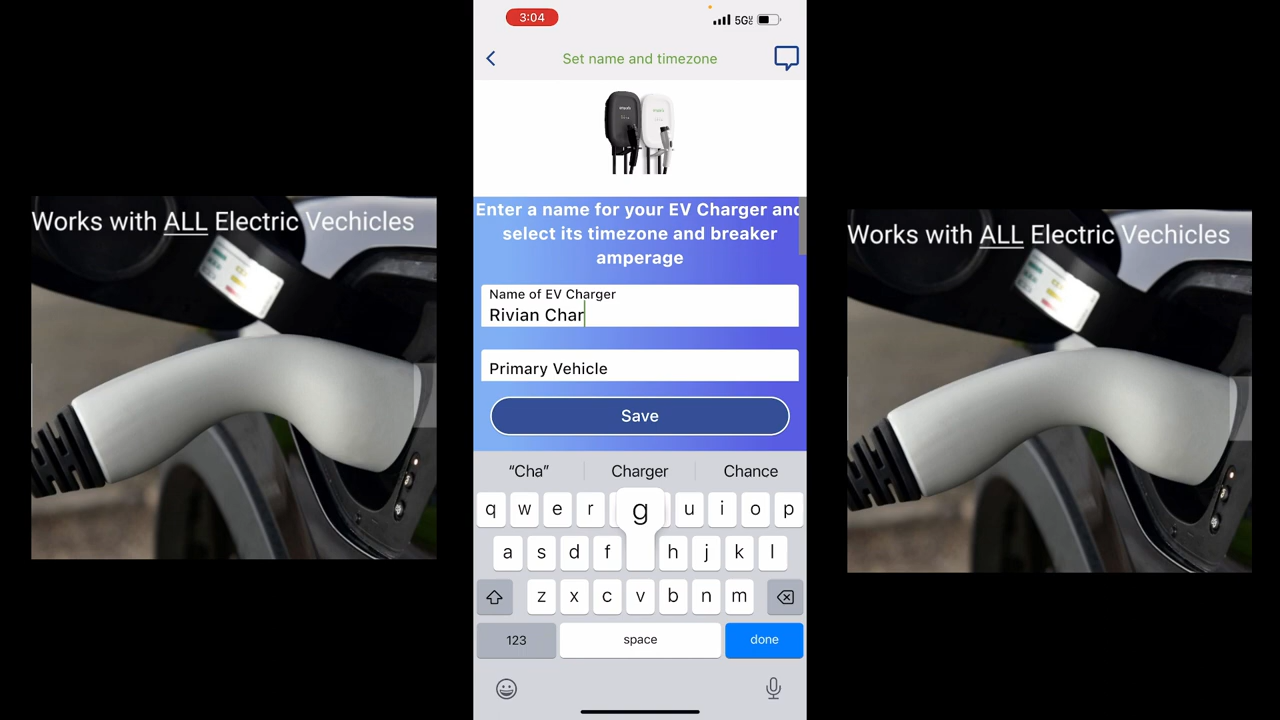 Works with ALL Electric Vechicles
3:04
5G
Set name and timezone
Enter a name for your EV Charger and
select its timezone and breaker
amperage
Name of EV Charger
Rivian Char
Primary Vehicle
Save
“Cha” Charger Chance
q w e r g u i o p
a s d f h j k l
z x c v b n m
123 space done
Works with ALL Electric Vechicles